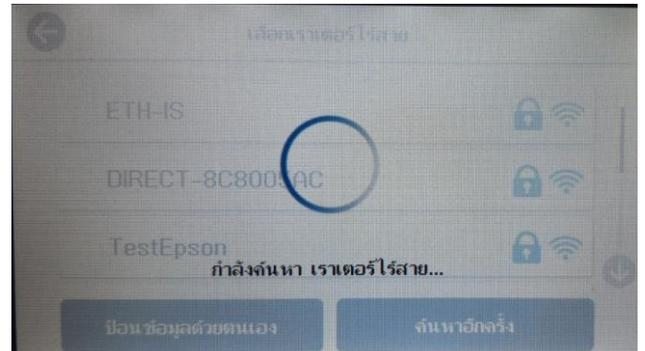 เลือกเราเตอร์ไร้สาย
ETH-IS
DIRECT-8C8005AC
TestEpson
กำลังค้นหา เราเตอร์ไร้สาย...
ป้อนข้อมูลด้วยตนเอง
ค้นหาอีกครั้ง